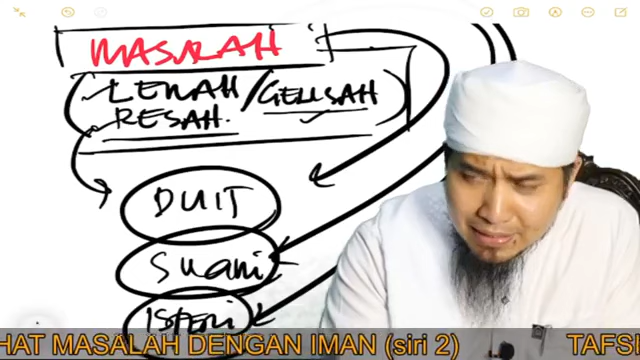 MASALAH
LEMAH/GELISAH
RESAH.
DUIT
Suami
ISTERI
HAT MASALAH DENGAN IMAN (siri 2) TAFSI